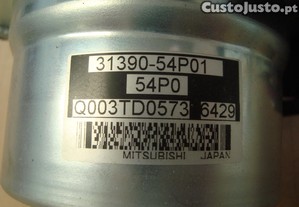 CustoJusto.pt
31390-54P01
54P0
Q003TD0573 6429
MITSUBISHI JAPAN